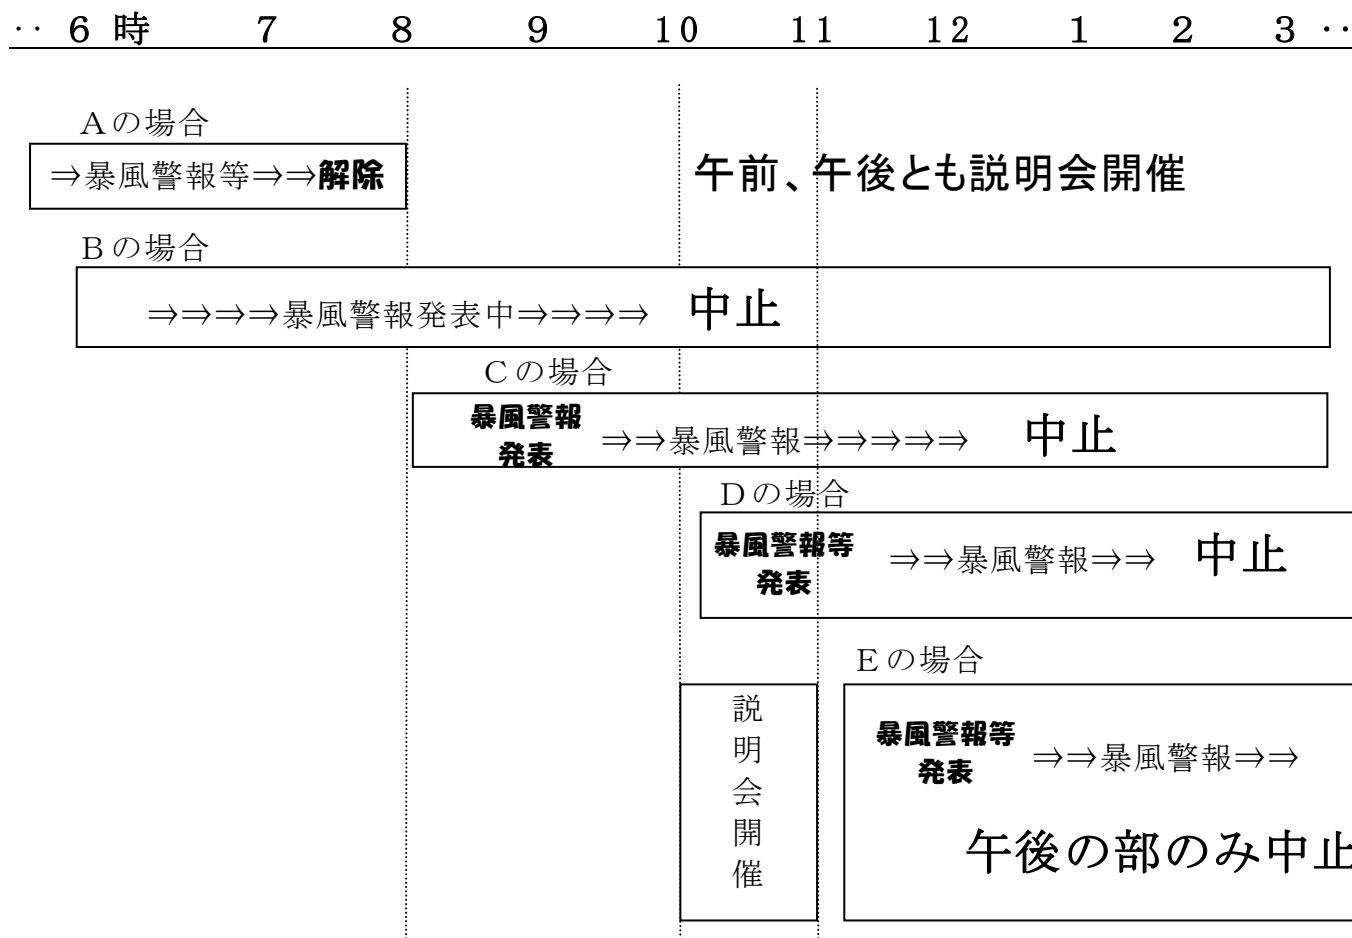 ‥ 6 時 7 8 9 10 11 12 1 2 3 ‥
Aの場合
⇒暴風警報等⇒⇒解除
午前、午後とも説明会開催
Bの場合
⇒⇒⇒⇒暴風警報発表中⇒⇒⇒⇒ 中止
Cの場合
暴風警報
発表
⇒⇒暴風警報⇒⇒⇒⇒⇒ 中止
Dの場合
暴風警報等
発表
⇒⇒暴風警報⇒⇒ 中止
Eの場合
説明会開催
暴風警報等
発表
⇒⇒暴風警報⇒⇒
午後の部のみ中止